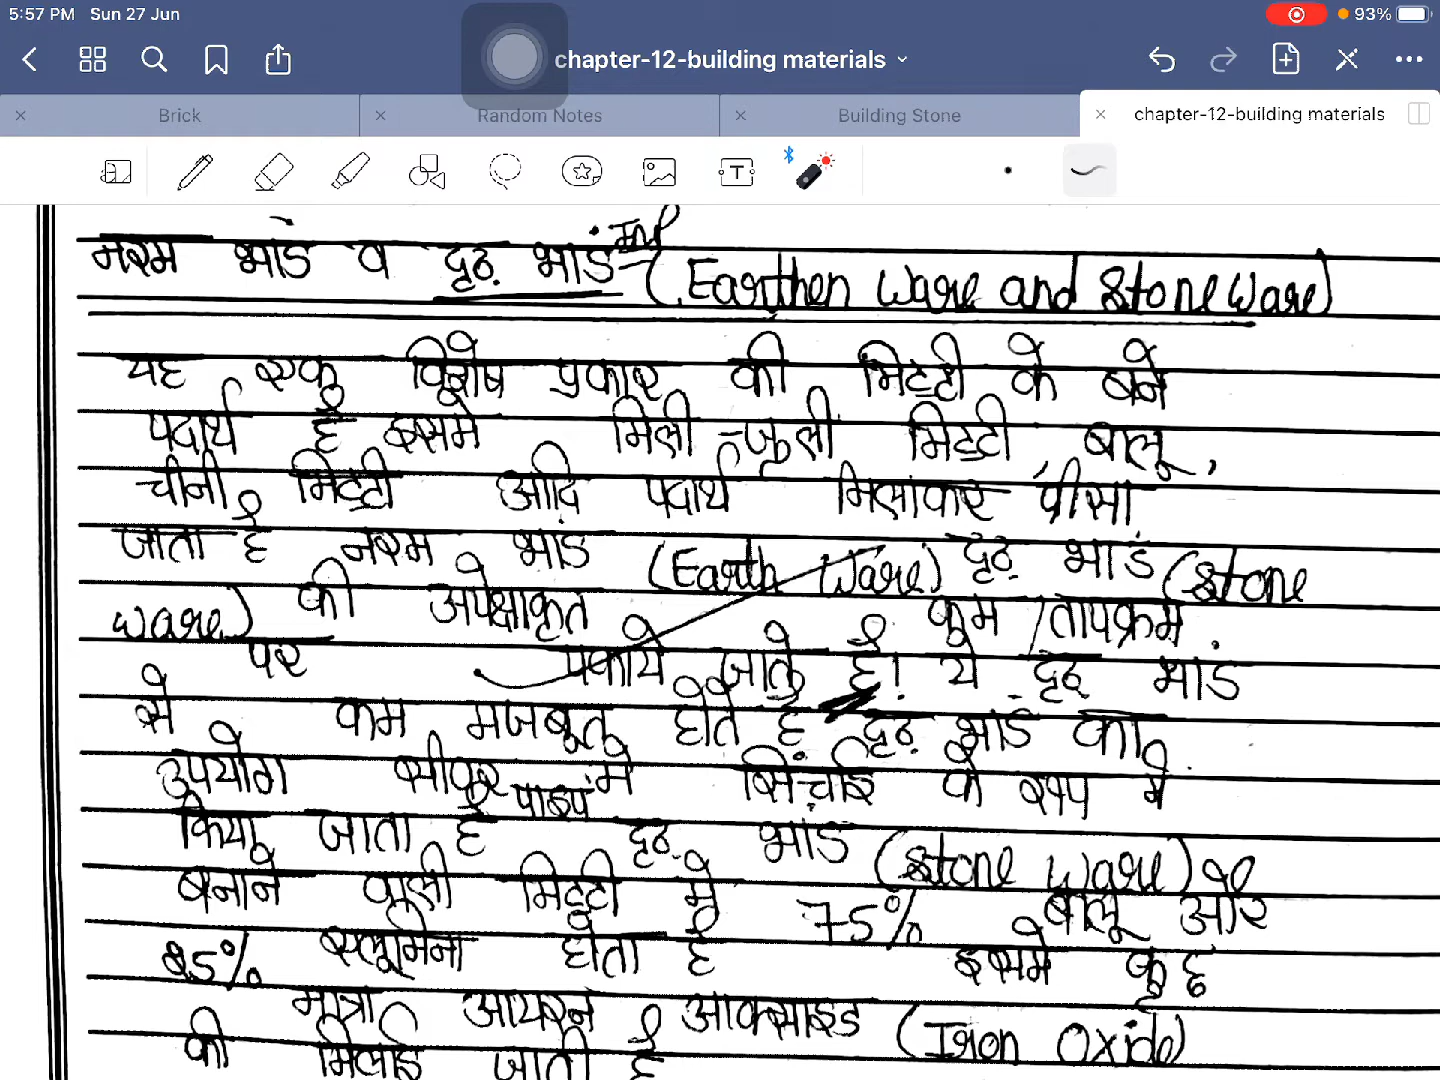 5:57 PM Sun 27 Jun
93%
chapter-12-building materials
Brick
Random Notes
Building Stone
chapter-12-building materials
नरम भांड व दृढ़ भांड (Earthen Ware and Stone Ware)
यह एक विशेष प्रकार की मिट्टी के बने
पदार्थ है इसमे मिली-जुली मिट्टी, बालू,
चीनी मिट्टी आदि पदार्थ मिलाकर पीसा
जाता है नरम भांड (Earth Ware) दृढ़ भांड (Stone
Ware) की अपेक्षाकृत कम तापक्रम
पर पकाये जाते है। ये दृढ़ भांड
से कम मजबूत होते है दृढ़ भांड का
उपयोग सीवर पाइप मे सिंचाई के रूप मे
किया जाता है दृढ़ भांड (Stone Ware)
बनाने वाली मिट्टी मे 75% बालू और
एलूमिना होता है इसमे कुछ
मात्रा आयरन आक्साइड (Iron Oxide)
की मिलाई जाती है